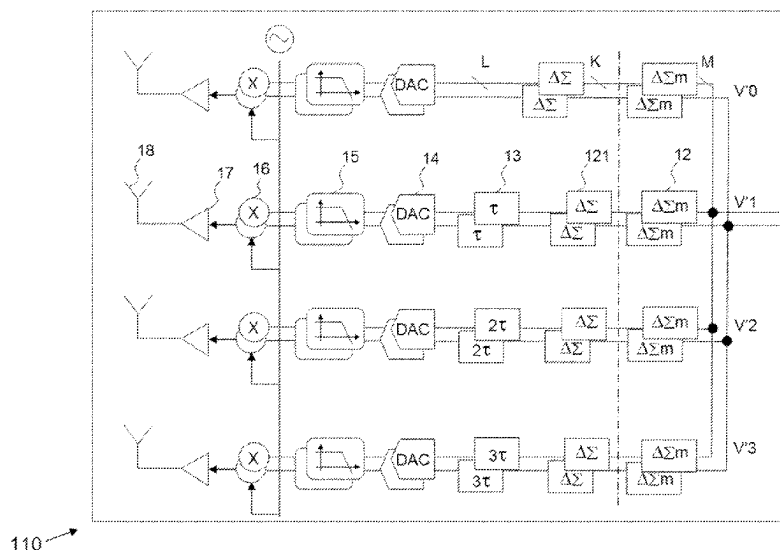 L K M
X DAC ΔΣ ΔΣm V'0
ΔΣ ΔΣm
18 17 16 15 14 13 121 12
X DAC τ ΔΣ ΔΣm V'1
τ ΔΣ ΔΣm
X DAC 2τ ΔΣ ΔΣm V'2
2τ ΔΣ ΔΣm
X DAC 3τ ΔΣ ΔΣm V'3
3τ ΔΣ ΔΣm
110